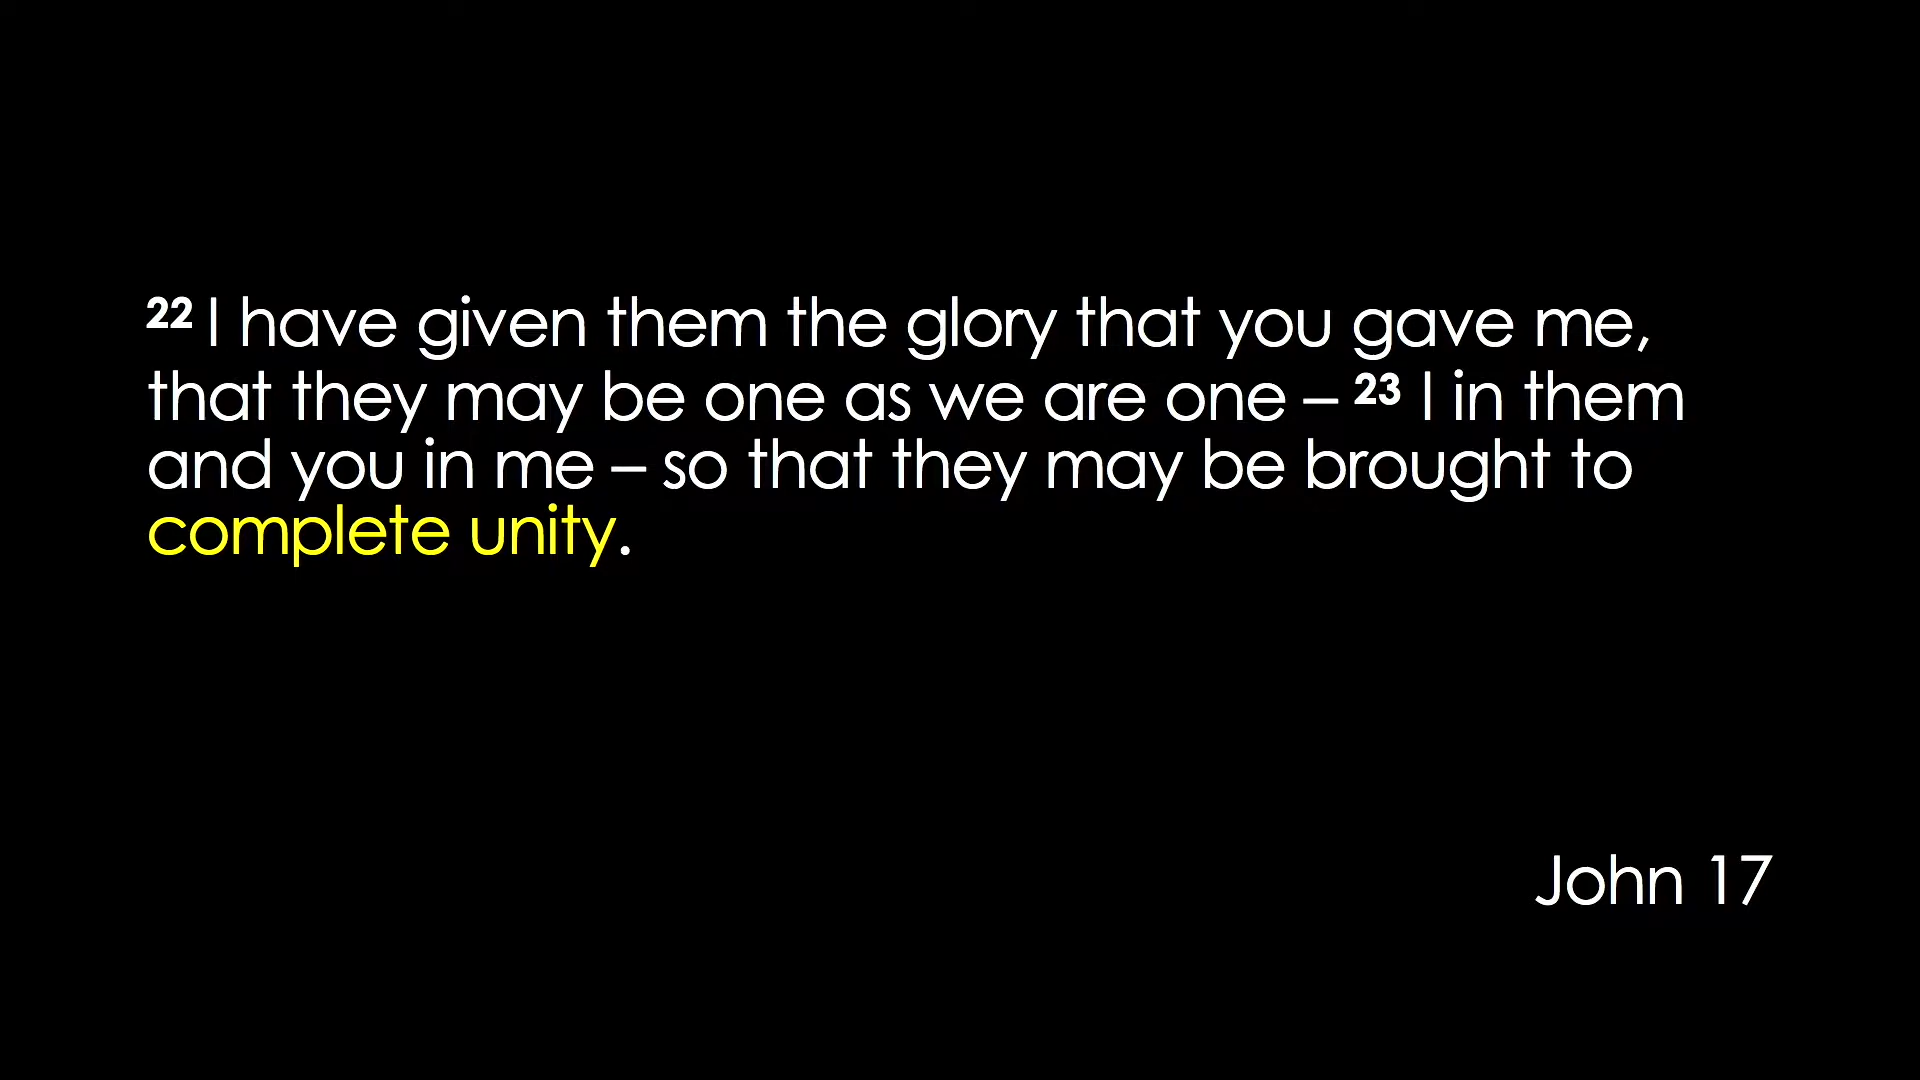 22 I have given them the glory that you gave me,
that they may be one as we are one – 23 I in them
and you in me – so that they may be brought to
complete unity.
John 17